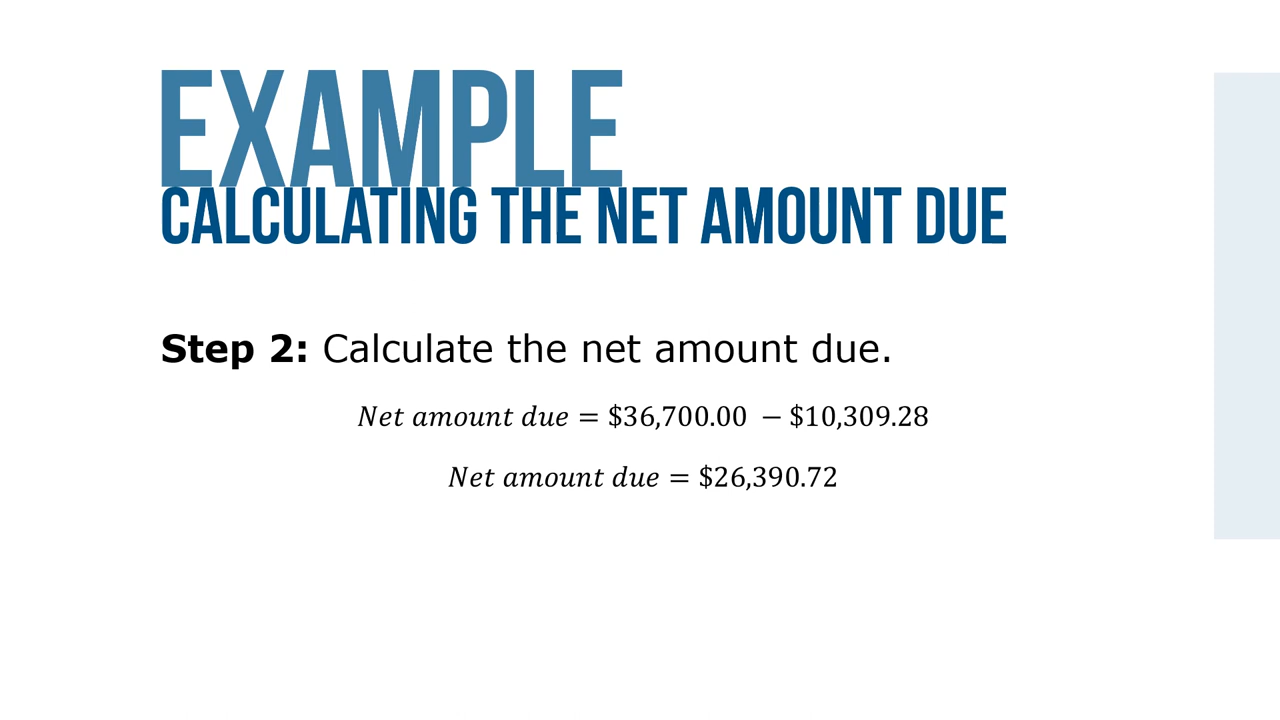 EXAMPLE
CALCULATING THE NET AMOUNT DUE
Step 2: Calculate the net amount due.
Net amount due = $36,700.00 − $10,309.28
Net amount due = $26,390.72